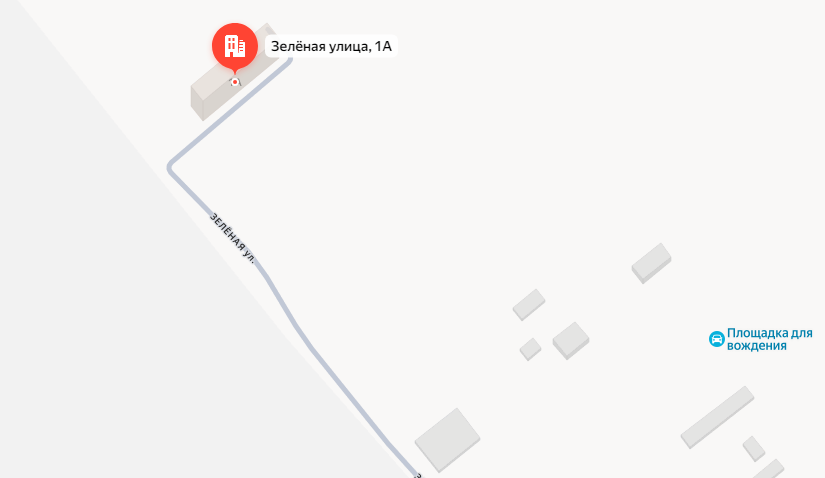 Зелёная улица, 1А
ЗЕЛЁНАЯ ул.
Площадка для
вождения